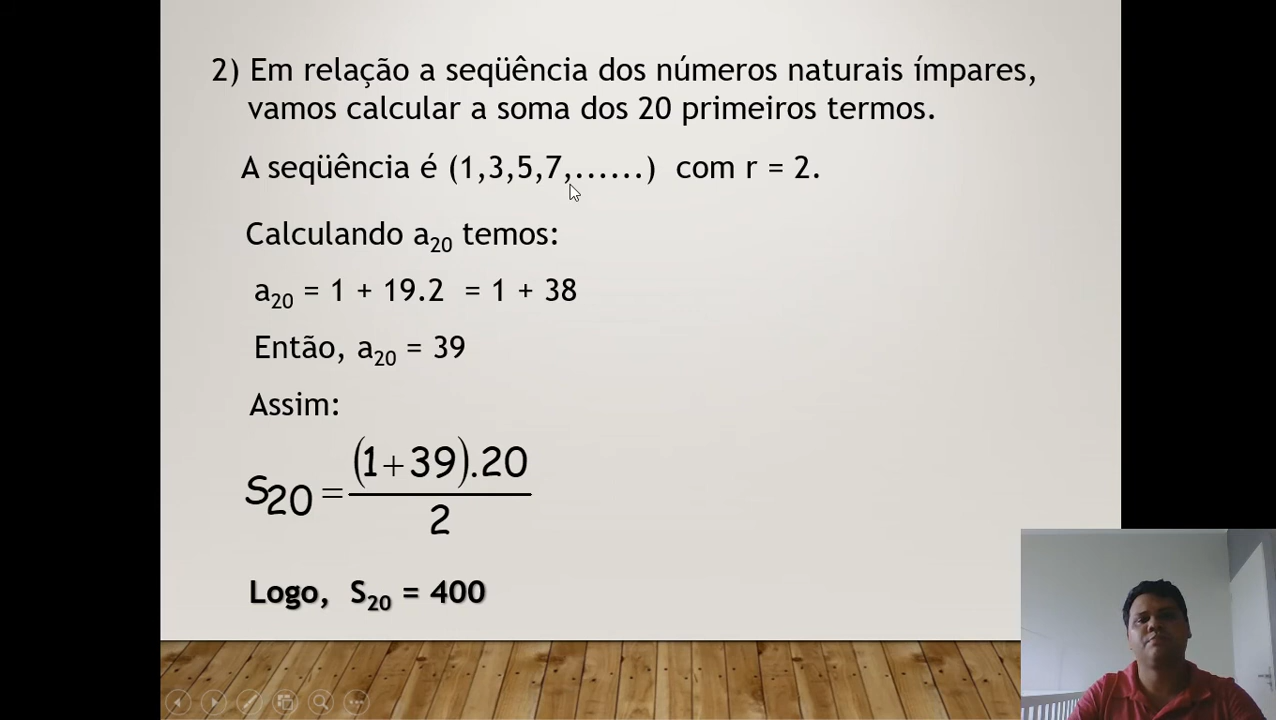 2) Em relação a seqüência dos números naturais ímpares,
vamos calcular a soma dos 20 primeiros termos.
A seqüência é (1,3,5,7,......) com r = 2.
Calculando a₂₀ temos:
a₂₀ = 1 + 19.2 = 1 + 38
Então, a₂₀ = 39
Assim:
S₂₀ = (1+39).20
2
Logo, S₂₀ = 400